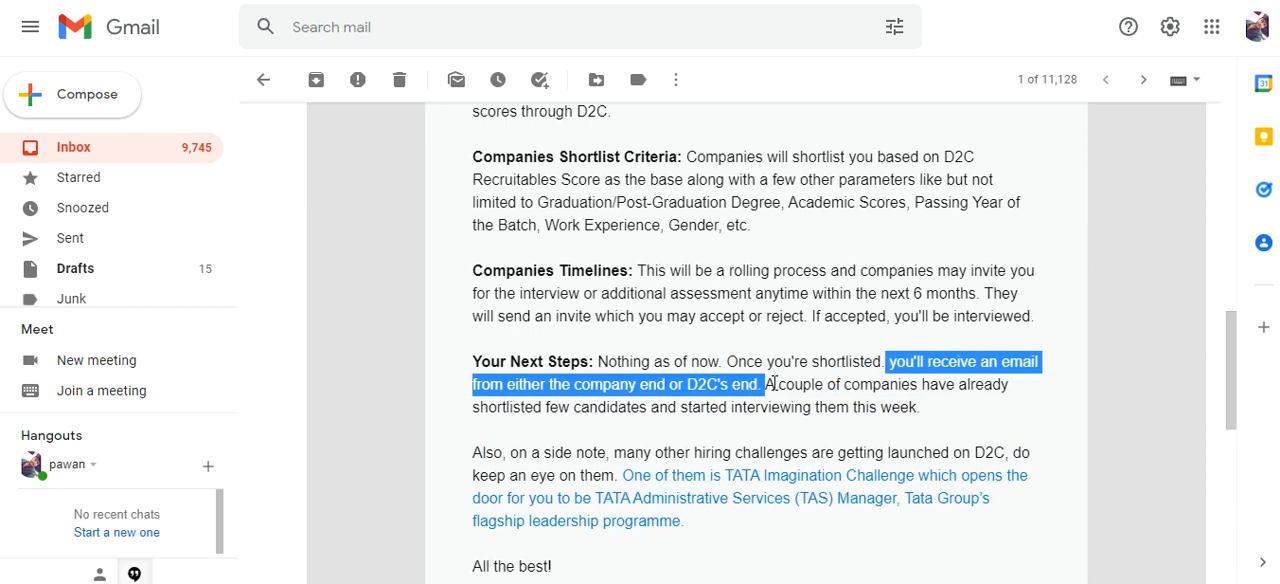 Gmail
Search mail
Compose
1 of 11,128
Inbox 9,745
Starred
Snoozed
Sent
Drafts 15
Junk
Meet
New meeting
Join a meeting
Hangouts
pawan
No recent chats
Start a new one
scores through D2C.
Companies Shortlist Criteria: Companies will shortlist you based on D2C
Recruitables Score as the base along with a few other parameters like but not
limited to Graduation/Post-Graduation Degree, Academic Scores, Passing Year of
the Batch, Work Experience, Gender, etc.
Companies Timelines: This will be a rolling process and companies may invite you
for the interview or additional assessment anytime within the next 6 months. They
will send an invite which you may accept or reject. If accepted, you'll be interviewed.
Your Next Steps: Nothing as of now. Once you're shortlisted, you'll receive an email
from either the company end or D2C's end. A couple of companies have already
shortlisted few candidates and started interviewing them this week.
Also, on a side note, many other hiring challenges are getting launched on D2C, do
keep an eye on them. One of them is TATA Imagination Challenge which opens the
door for you to be TATA Administrative Services (TAS) Manager, Tata Group's
flagship leadership programme.
All the best!
31